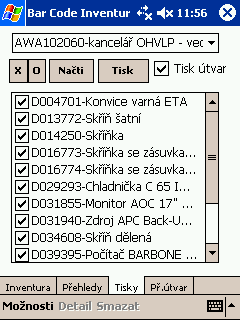 Bar Code Inventur 11:56
AWA102060-kancelář OHVLP - ved
X O Načti Tisk Tisk útvar
D004701-Konvice varná ETA
D013772-Skříň šatní
D014250-Skříňka
D016773-Skříňka se zásuvka...
D016774-Skříňka se zásuvka...
D029293-Chladnička C 65 I...
D031855-Monitor AOC 17" ...
D031940-Zdroj APC Back-U...
D034608-Skříň dělená
D039395-Počítač BARBONE ...
Inventura Přehledy Tisky Př.útvar
Možnosti Detail Smazat